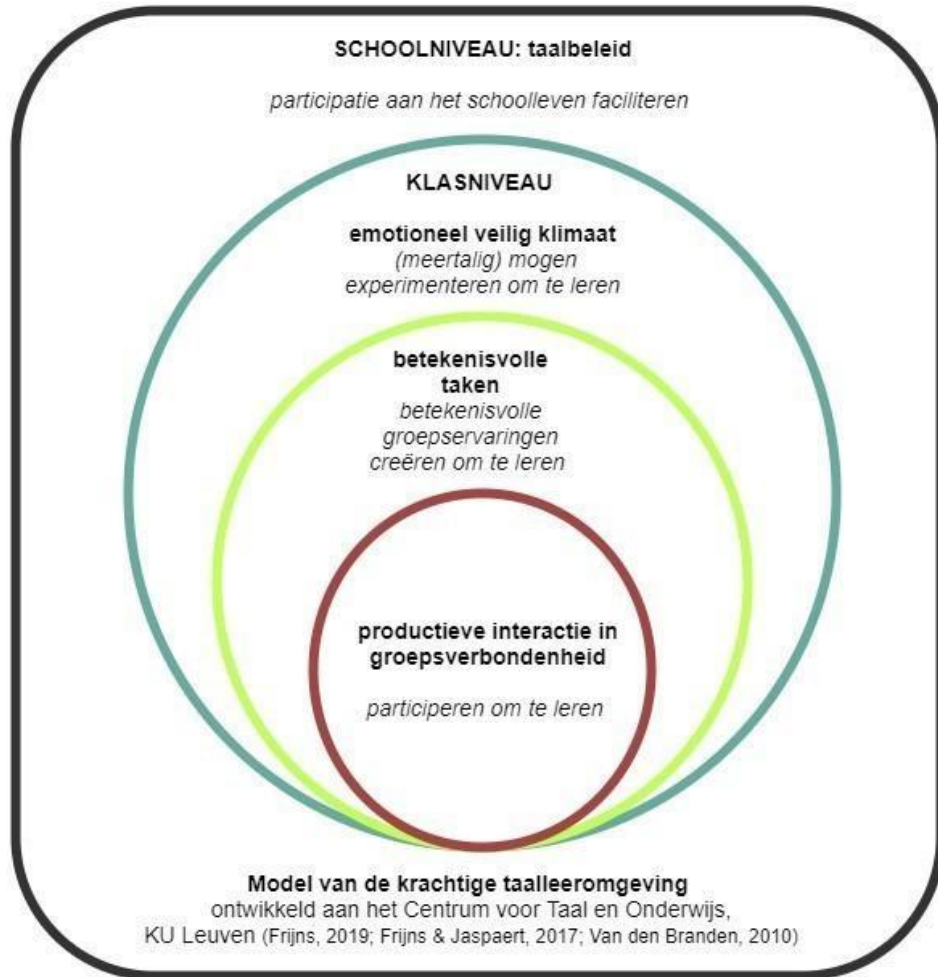 SCHOOLNIVEAU: taalbeleid
participatie aan het schoolleven faciliteren
KLASNIVEAU
emotioneel veilig klimaat
(meertalig) mogen
experimenteren om te leren
betekenisvolle
taken
betekenisvolle
groepservaringen
creëren om te leren
productieve interactie in
groepsverbondenheid
participeren om te leren
Model van de krachtige taalleeromgeving
ontwikkeld aan het Centrum voor Taal en Onderwijs,
KU Leuven (Frijns, 2019; Frijns & Jaspaert, 2017; Van den Branden, 2010)